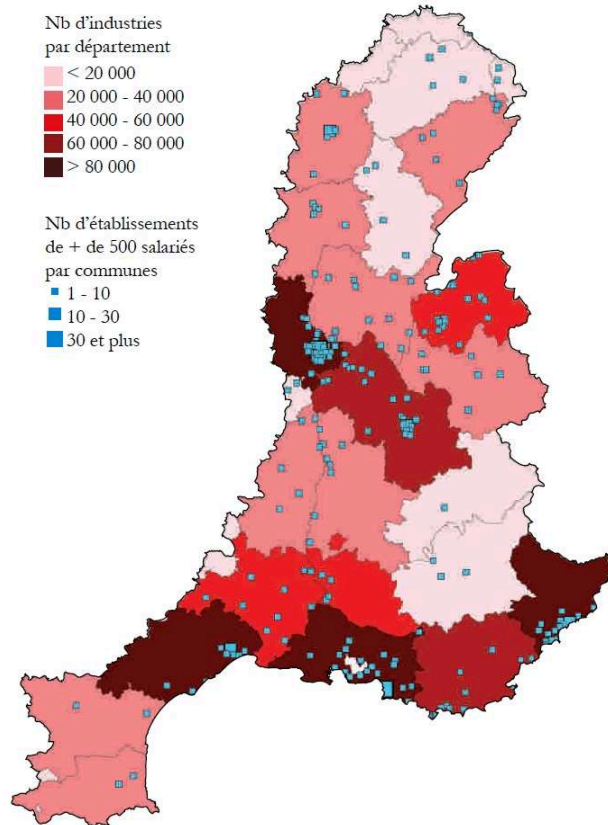 Nb d'industries
par département
< 20 000
20 000 - 40 000
40 000 - 60 000
60 000 - 80 000
> 80 000
Nb d'établissements
de + de 500 salariés
par communes
1 - 10
10 - 30
30 et plus